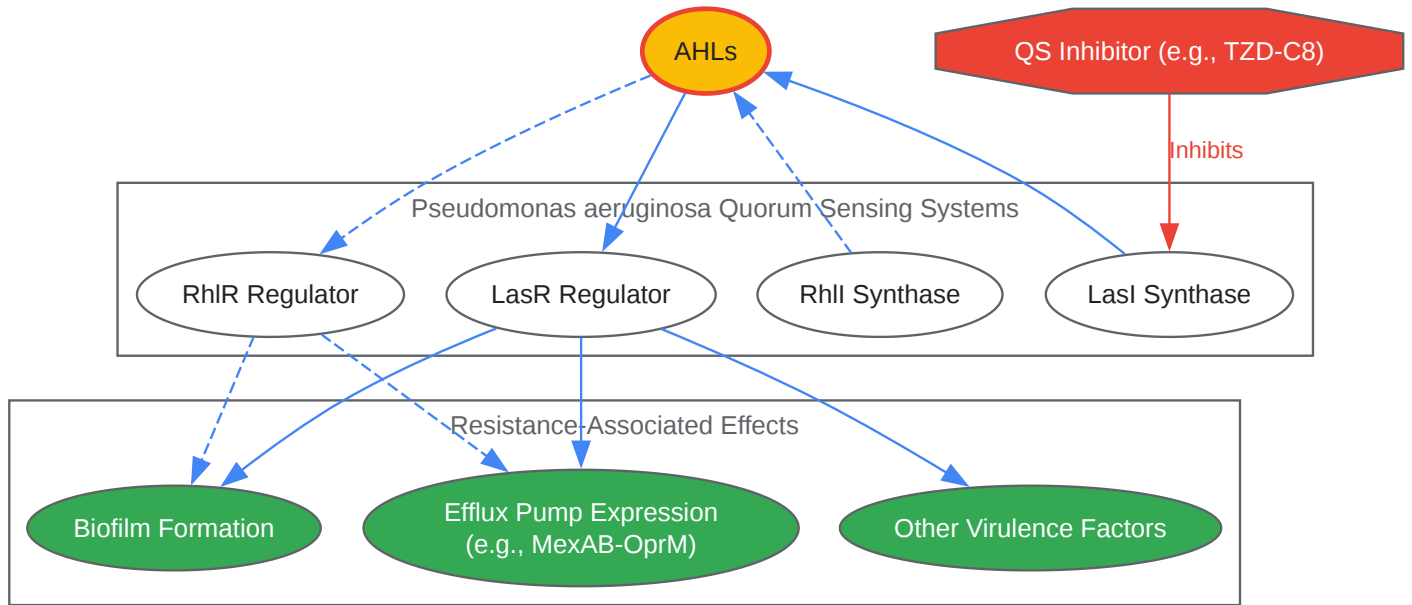 AHLs
QS Inhibitor (e.g., TZD-C8)
Inhibits
Pseudomonas aeruginosa Quorum Sensing Systems
RhlR Regulator
LasR Regulator
RhlI Synthase
LasI Synthase
Resistance-Associated Effects
Biofilm Formation
Efflux Pump Expression
(e.g., MexAB-OprM)
Other Virulence Factors